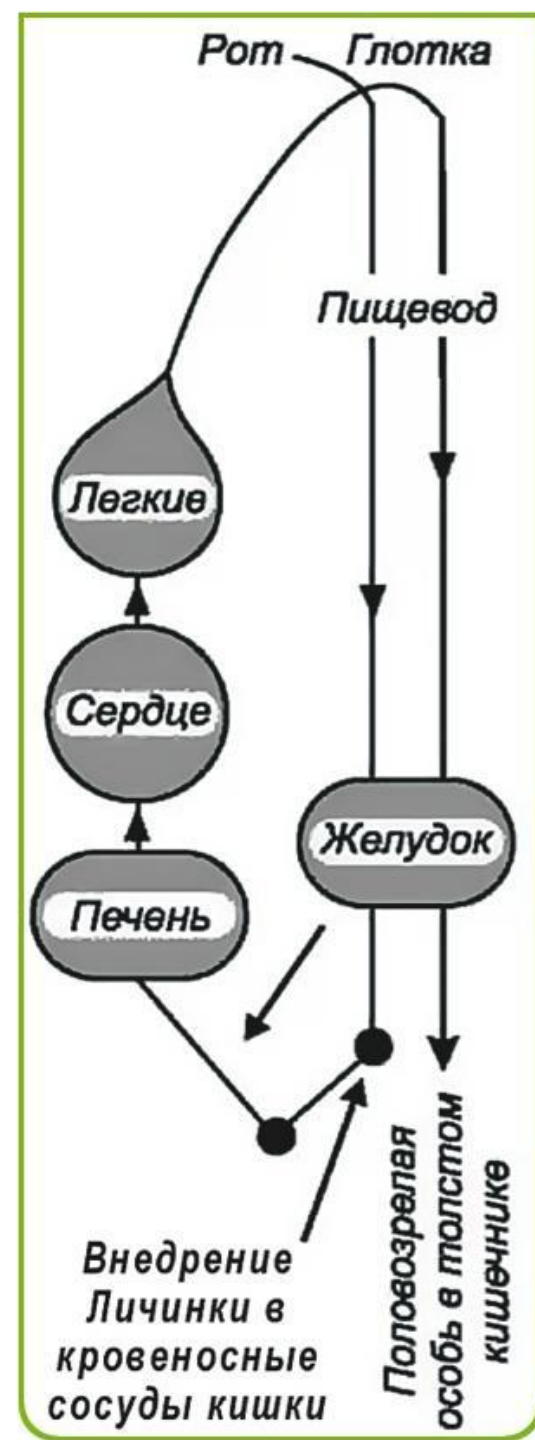 Рот Глотка
Пищевод
Легкие
Сердце
Желудок
Печень
Внедрение
Личинки в
кровеносные
сосуды кишки
Половозрелая
особь в толстом
кишечнике